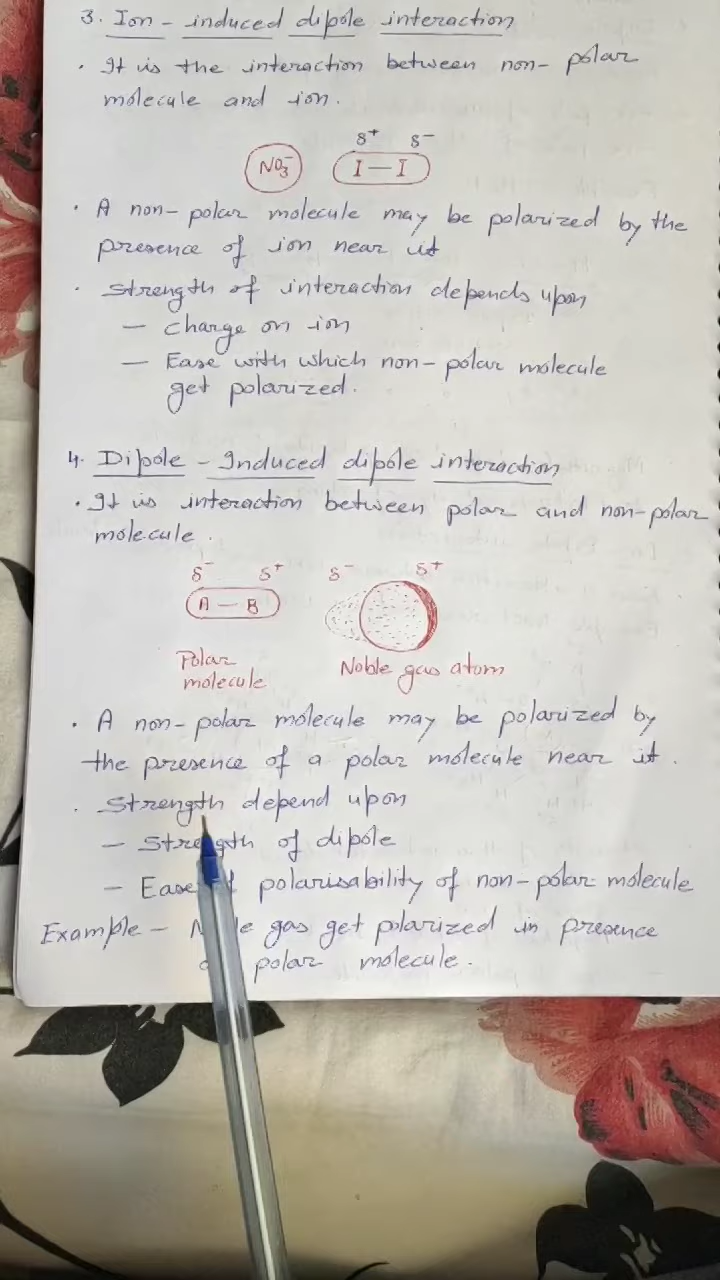 3. Ion - induced dipole interaction
· It is the interaction between non- polar
molecule and ion.
δ+ δ-
NO3- I — I
· A non- polar molecule may be polarized by the
presence of ion near it
· Strength of interaction depends upon
— charge on ion
— Ease with which non- polar molecule
get polarized.
4. Dipole - Induced dipole interaction
· It is interaction between polar and non-polar
molecule.
δ- δ+ δ- δ+
A — B
Polar
molecule
Noble gas atom
· A non- polar molecule may be polarized by
the presence of a polar molecule near it.
· Strength depend upon
— Strength of dipole
— Ease polarisability of non- polar molecule
Example - gas get polarized in presence
polar molecule.